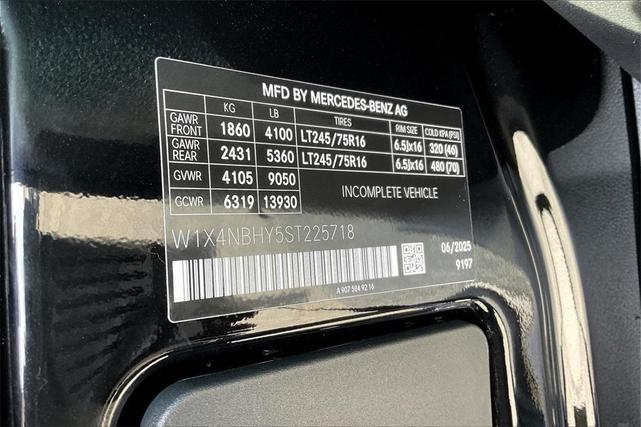 MFD BY MERCEDES-BENZ AG
KG LB TIRES RIM SIZE COLD KPA (PSI)
GAWR FRONT 1860 4100 LT245/75R16 6.5Jx16 320 (46)
GAWR REAR 2431 5360 LT245/75R16 6.5Jx16 480 (70)
GVWR 4105 9050 INCOMPLETE VEHICLE
GCWR 6319 13930
W1X4NBHY5ST225718
06/2025
9197
A 907 584 92 16